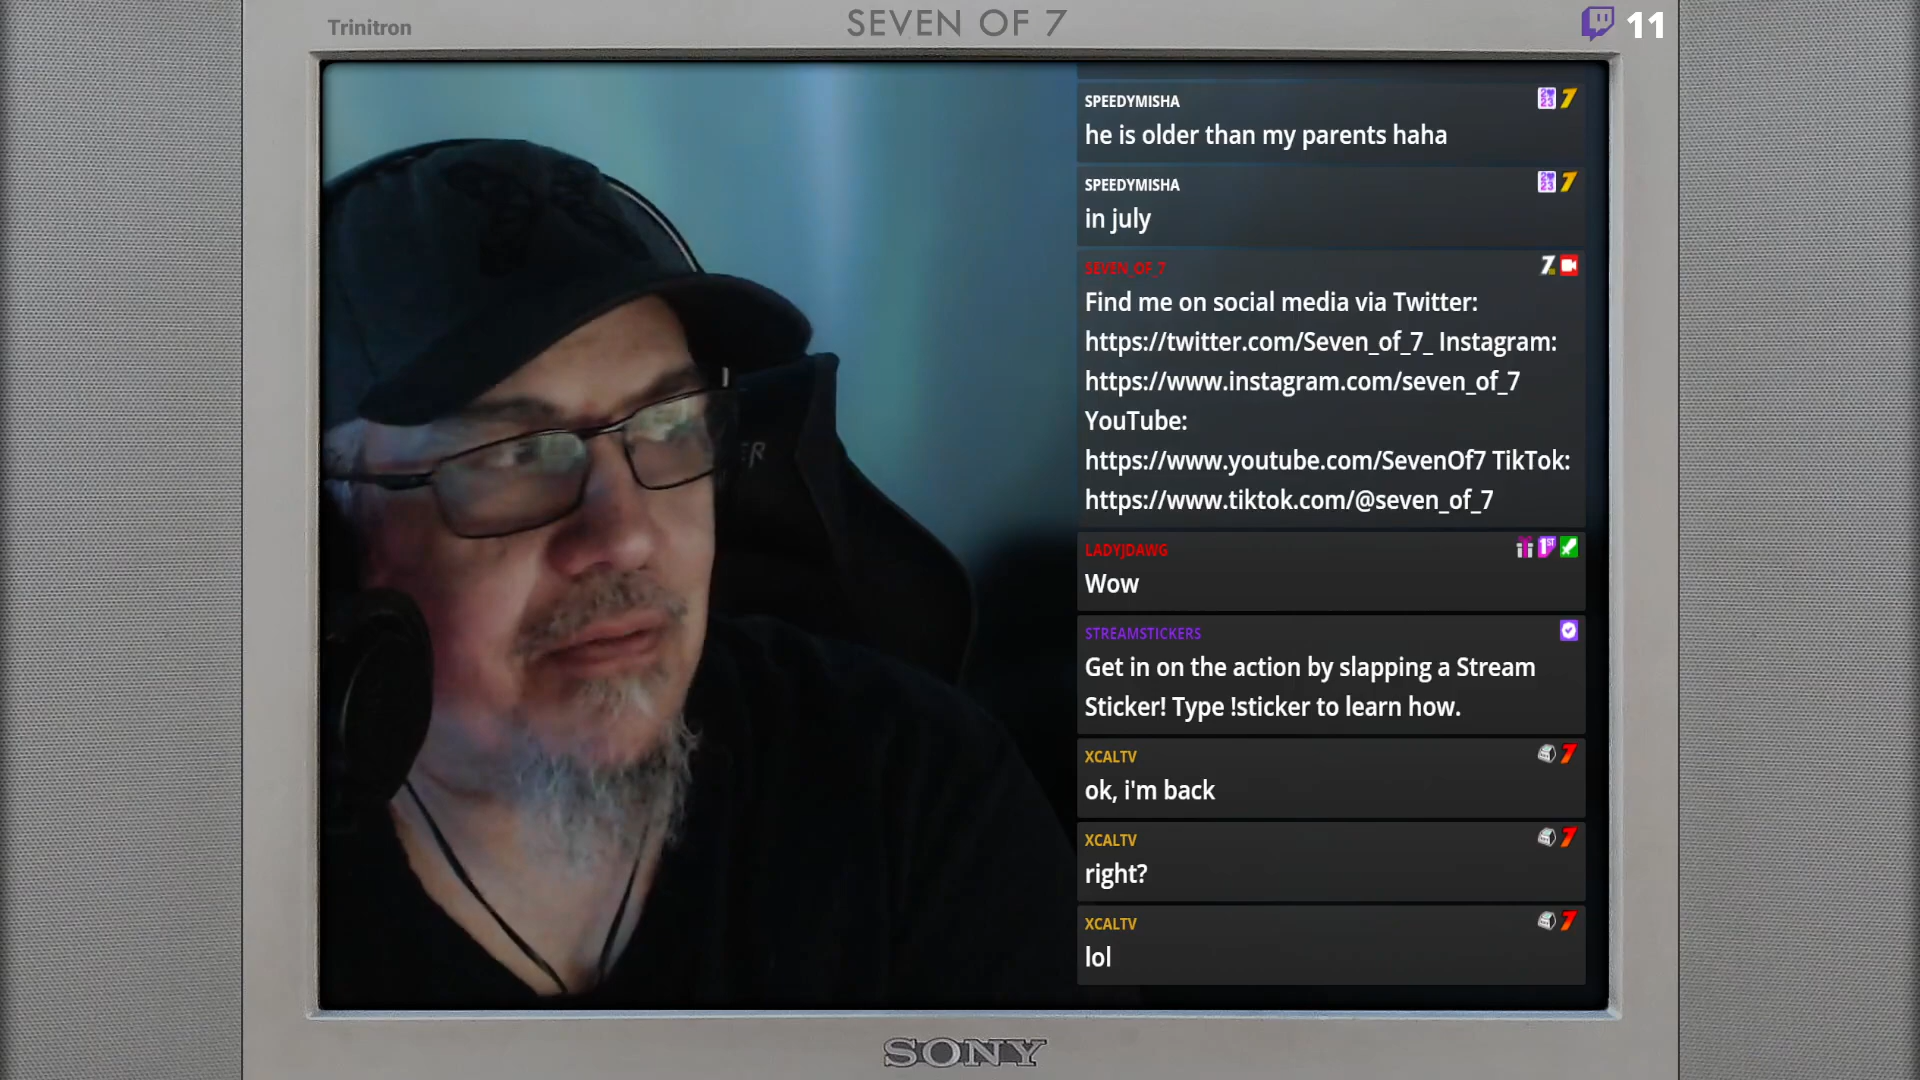 Trinitron
SEVEN OF 7
11
SPEEDYMISHA
he is older than my parents haha
SPEEDYMISHA
in july
SEVEN_OF_7
Find me on social media via Twitter:
https://twitter.com/Seven_of_7_ Instagram:
https://www.instagram.com/seven_of_7
YouTube:
https://www.youtube.com/SevenOf7 TikTok:
https://www.tiktok.com/@seven_of_7
LADYJDAWG
Wow
STREAMSTICKERS
Get in on the action by slapping a Stream
Sticker! Type !sticker to learn how.
XCALTV
ok, i'm back
XCALTV
right?
XCALTV
lol
SONY